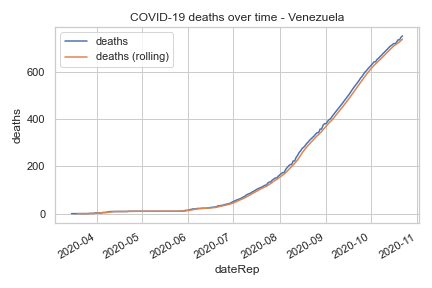 COVID-19 deaths over time - Venezuela
deaths
deaths (rolling)
deaths
600
400
200
0
2020-04
2020-05
2020-06
2020-07
2020-08
2020-09
2020-10
2020-11
dateRep